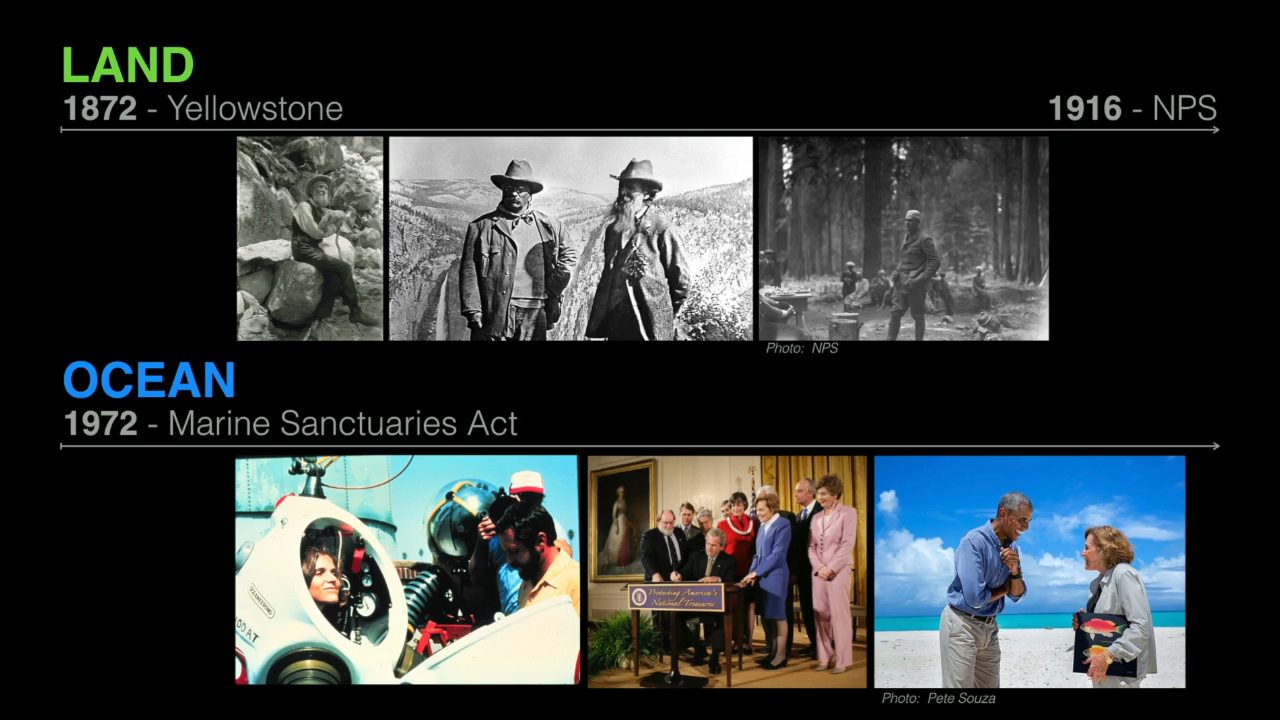 LAND
1872 - Yellowstone
1916 - NPS
Photo: NPS
OCEAN
1972 - Marine Sanctuaries Act
OCEANEERING
Protecting America's
National Treasures
Photo: Pete Souza